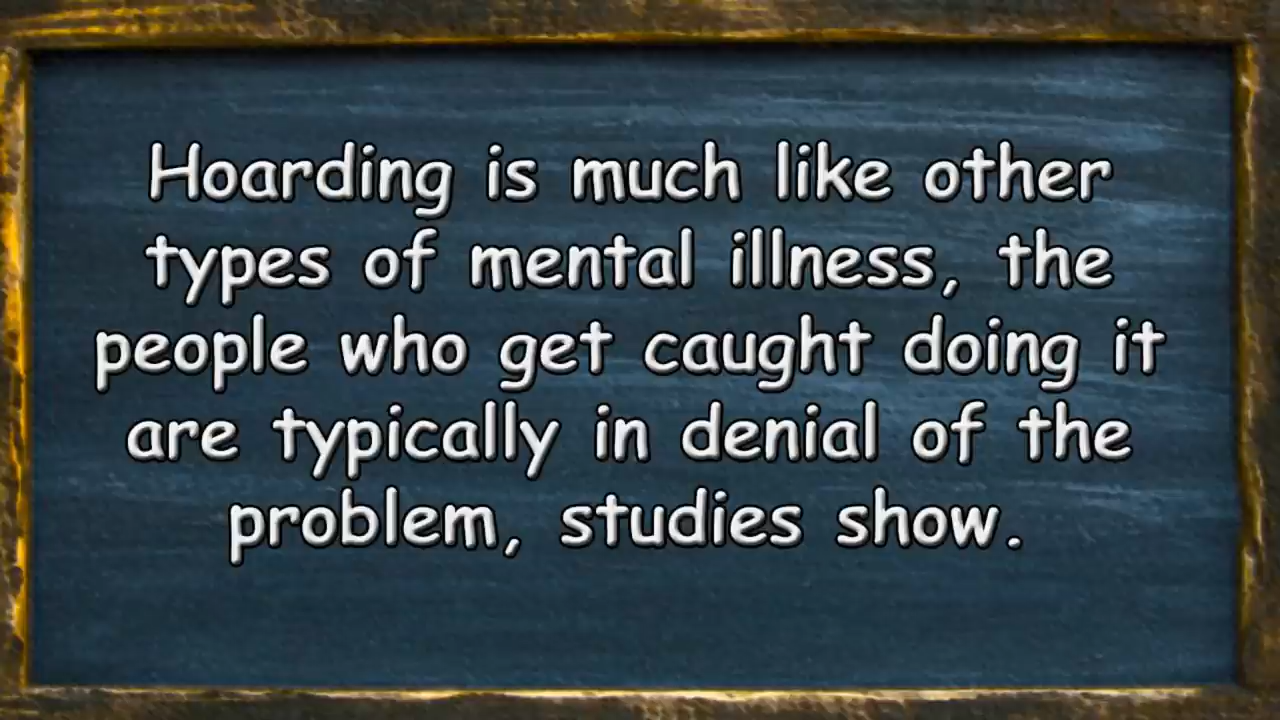 Hoarding is much like other
types of mental illness, the
people who get caught doing it
are typically in denial of the
problem, studies show.